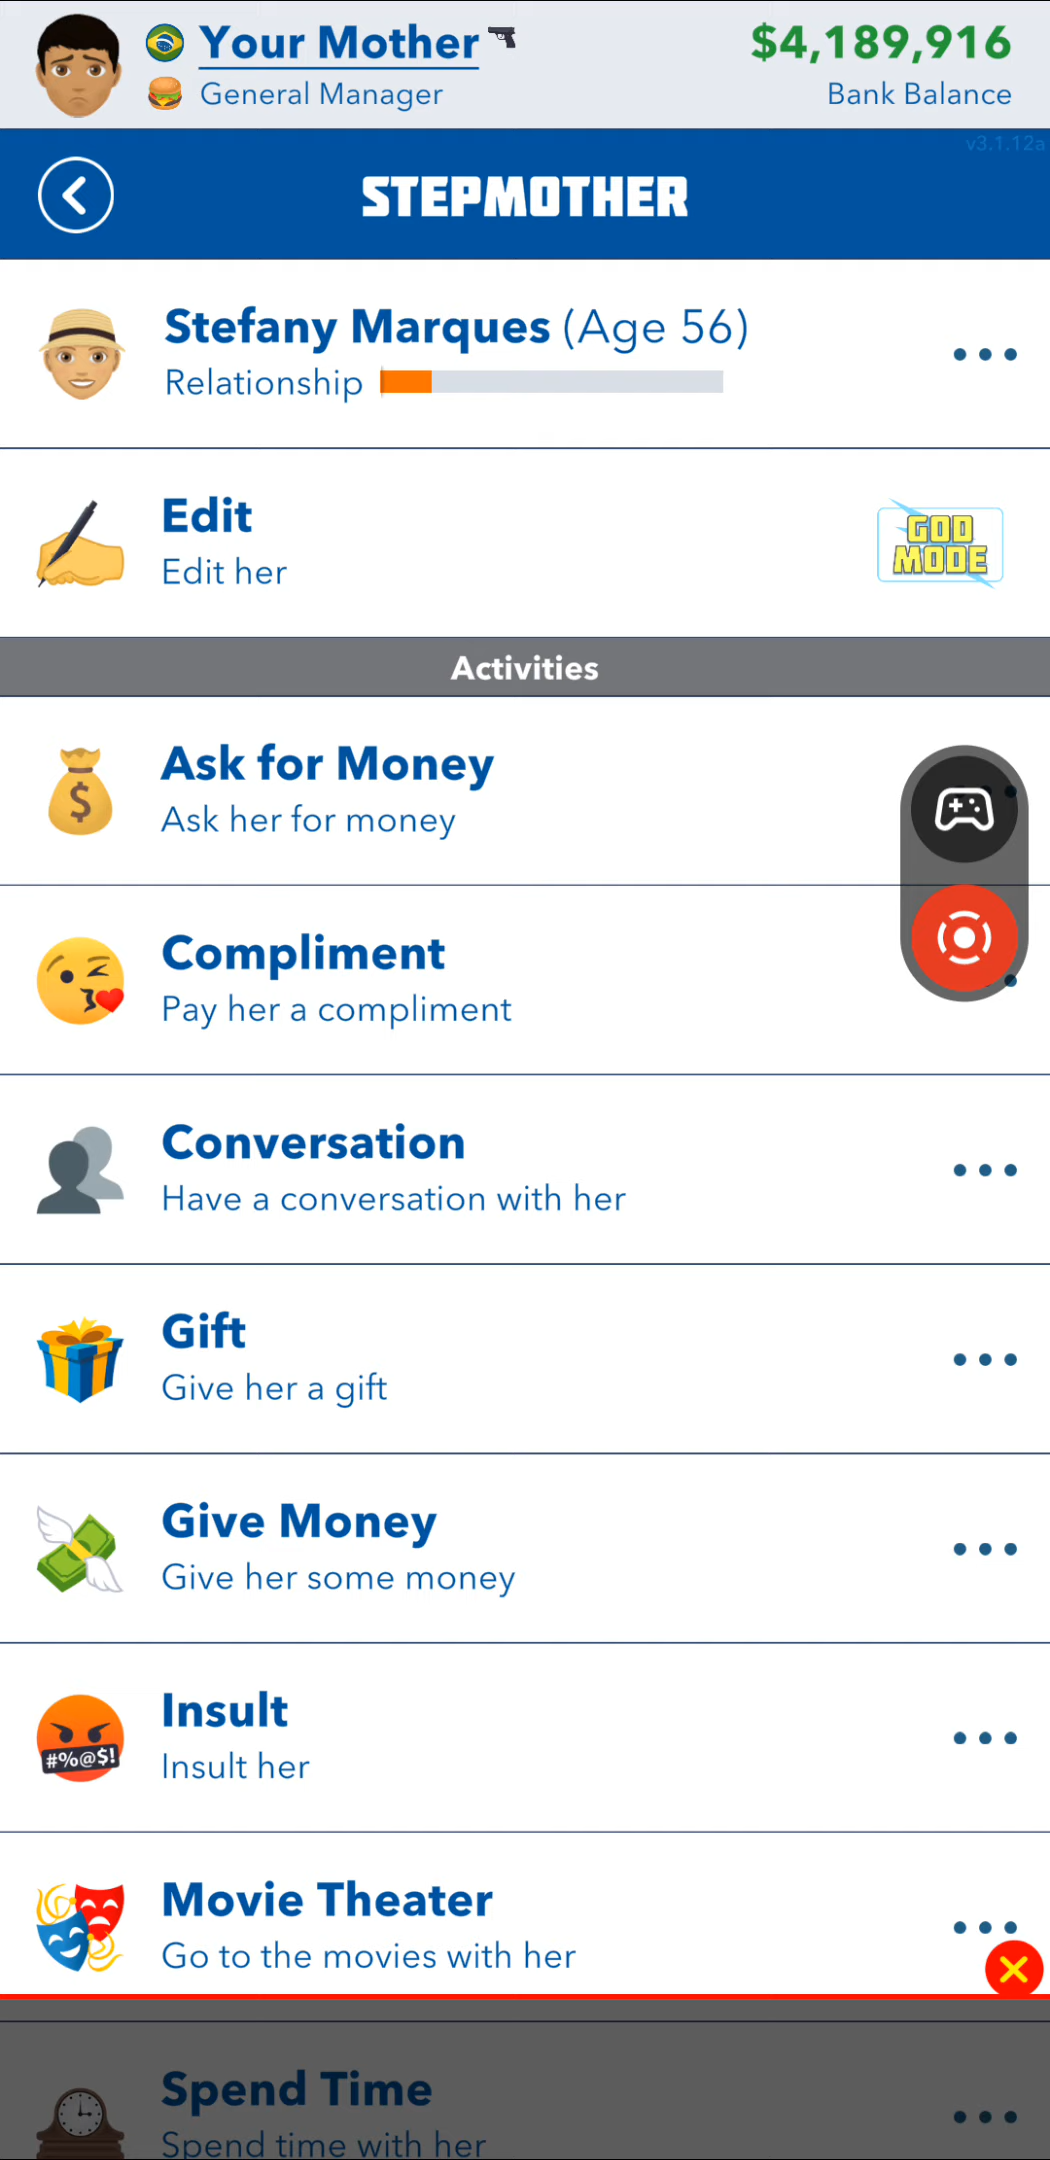 Your Mother
$4,189,916
General Manager
Bank Balance
v3.1.12a
STEPMOTHER
Stefany Marques (Age 56)
Relationship
Edit
Edit her
GOD
MODE
Activities
Ask for Money
Ask her for money
$
Compliment
Pay her a compliment
Conversation
Have a conversation with her
Gift
Give her a gift
Give Money
Give her some money
Insult
#%@$!
Insult her
Movie Theater
Go to the movies with her
Spend Time
Spend time with her